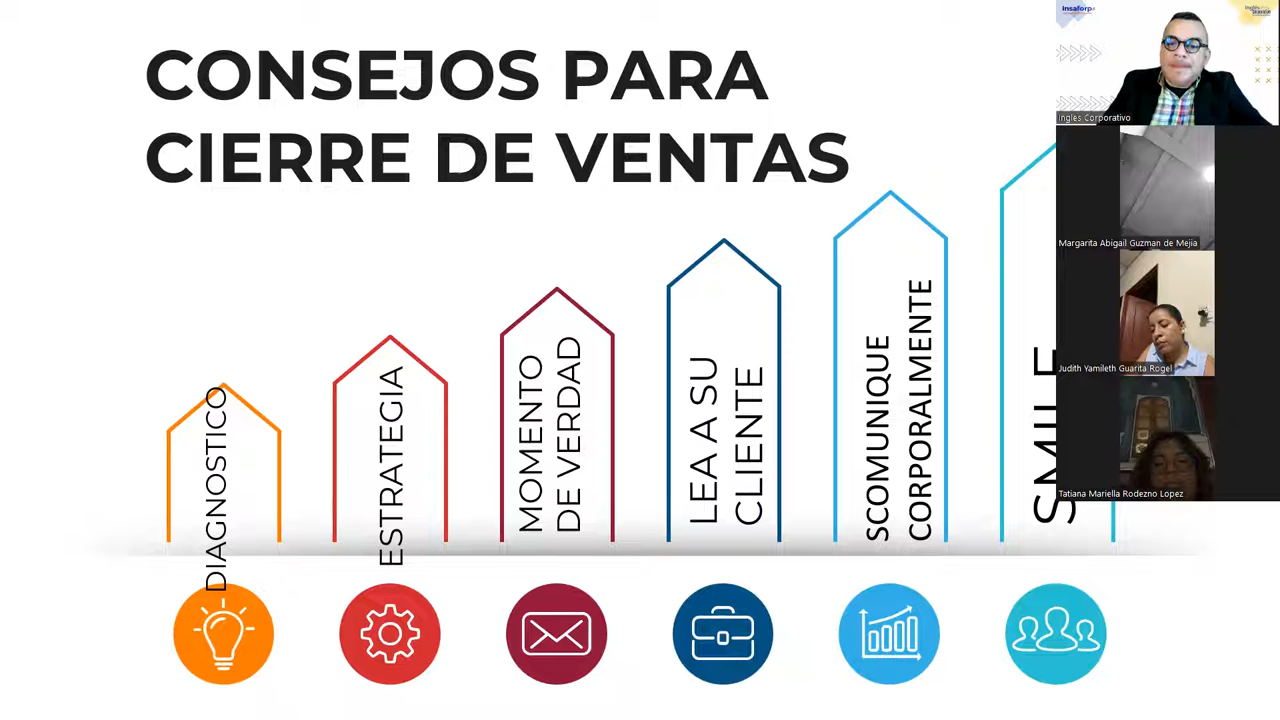 CONSEJOS PARA
CIERRE DE VENTAS
DIAGNOSTICO
ESTRATEGIA
MOMENTO
DE VERDAD
LEA A SU
CLIENTE
SCOMUNIQUE
CORPORALMENTE
SMILE
insaforp
Ingles Corporativo
Margarita Abigail Guzman de Mejia
Judith Yamileth Guarita Rogel
Tatiana Mariella Rodezno Lopez